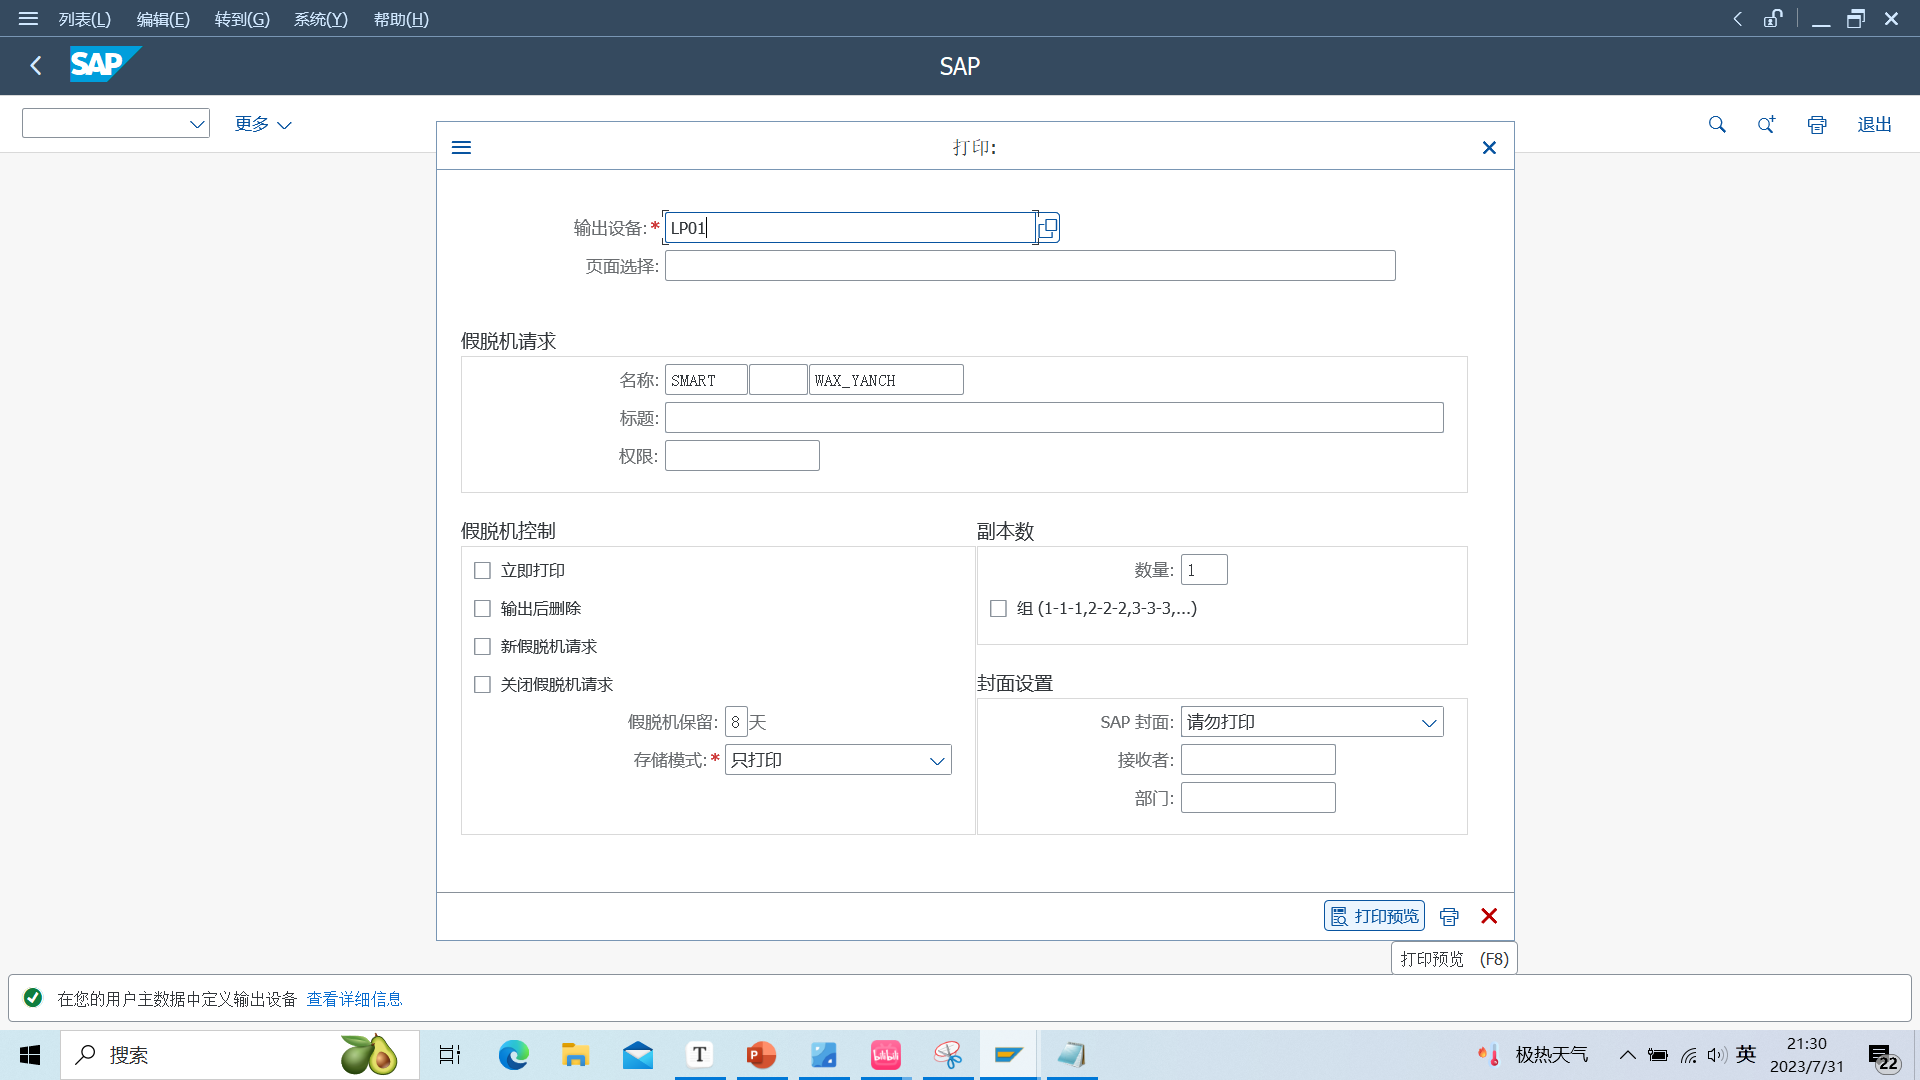 列表(L) 编辑(E) 转到(G) 系统(Y) 帮助(H)
SAP SAP
更多 退出
打印:
输出设备:* LP01
页面选择:
假脱机请求
名称: SMART WAX_YANCH
标题:
权限:
假脱机控制 副本数
立即打印 数量: 1
输出后删除 组 (1-1-1,2-2-2,3-3-3,...)
新假脱机请求
关闭假脱机请求 封面设置
假脱机保留: 8 天 SAP 封面: 请勿打印
存储模式:* 只打印 接收者:
部门:
打印预览
打印预览 (F8)
在您的用户主数据中定义输出设备 查看详细信息
搜索 T P bilibili 极热天气 英 21:30
2023/7/31 22